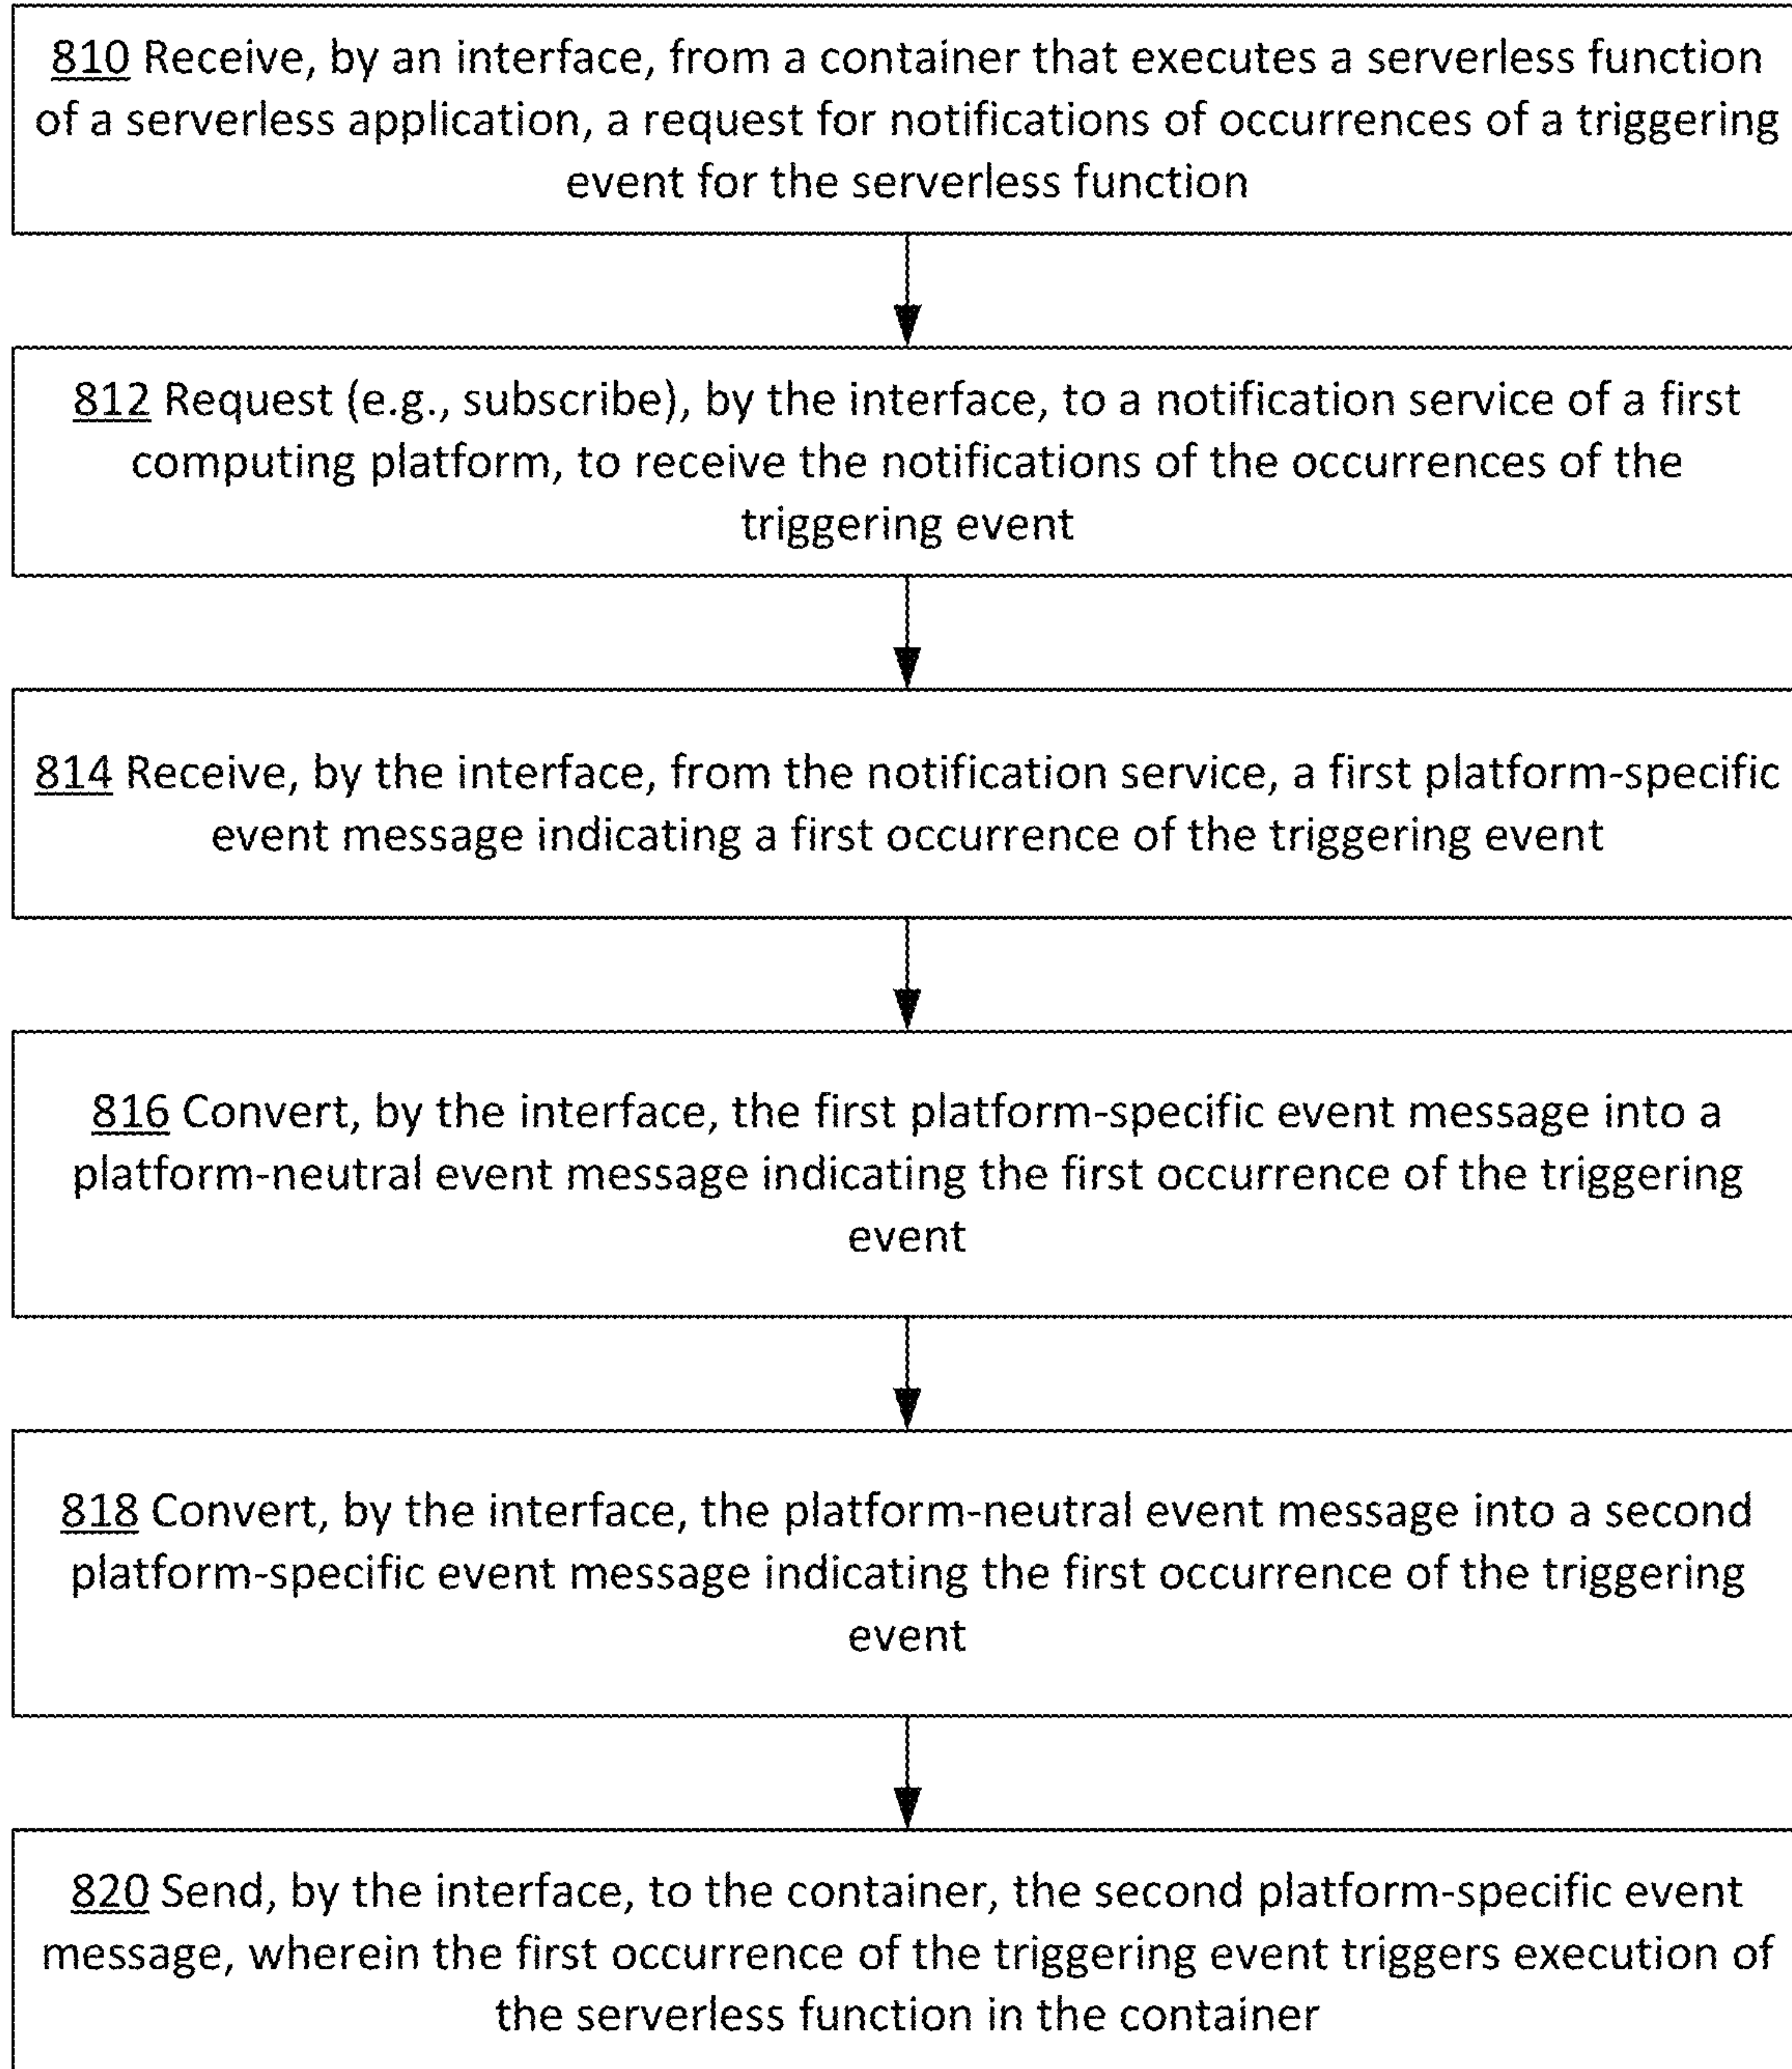 810 Receive, by an interface, from a container that executes a serverless function
of a serverless application, a request for notifications of occurrences of a triggering
event for the serverless function
812 Request (e.g., subscribe), by the interface, to a notification service of a first
computing platform, to receive the notifications of the occurrences of the
triggering event
814 Receive, by the interface, from the notification service, a first platform-specific
event message indicating a first occurrence of the triggering event
816 Convert, by the interface, the first platform-specific event message into a
platform-neutral event message indicating the first occurrence of the triggering
event
818 Convert, by the interface, the platform-neutral event message into a second
platform-specific event message indicating the first occurrence of the triggering
event
820 Send, by the interface, to the container, the second platform-specific event
message, wherein the first occurrence of the triggering event triggers execution of
the serverless function in the container